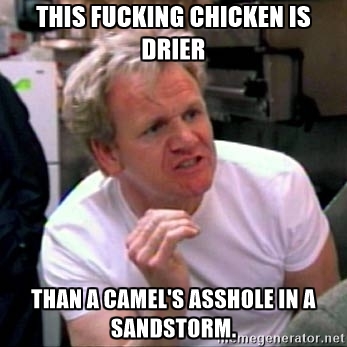 THIS FUCKING CHICKEN IS
DRIER
THAN A CAMEL'S ASSHOLE IN A
SANDSTORM.
memegenerator.net